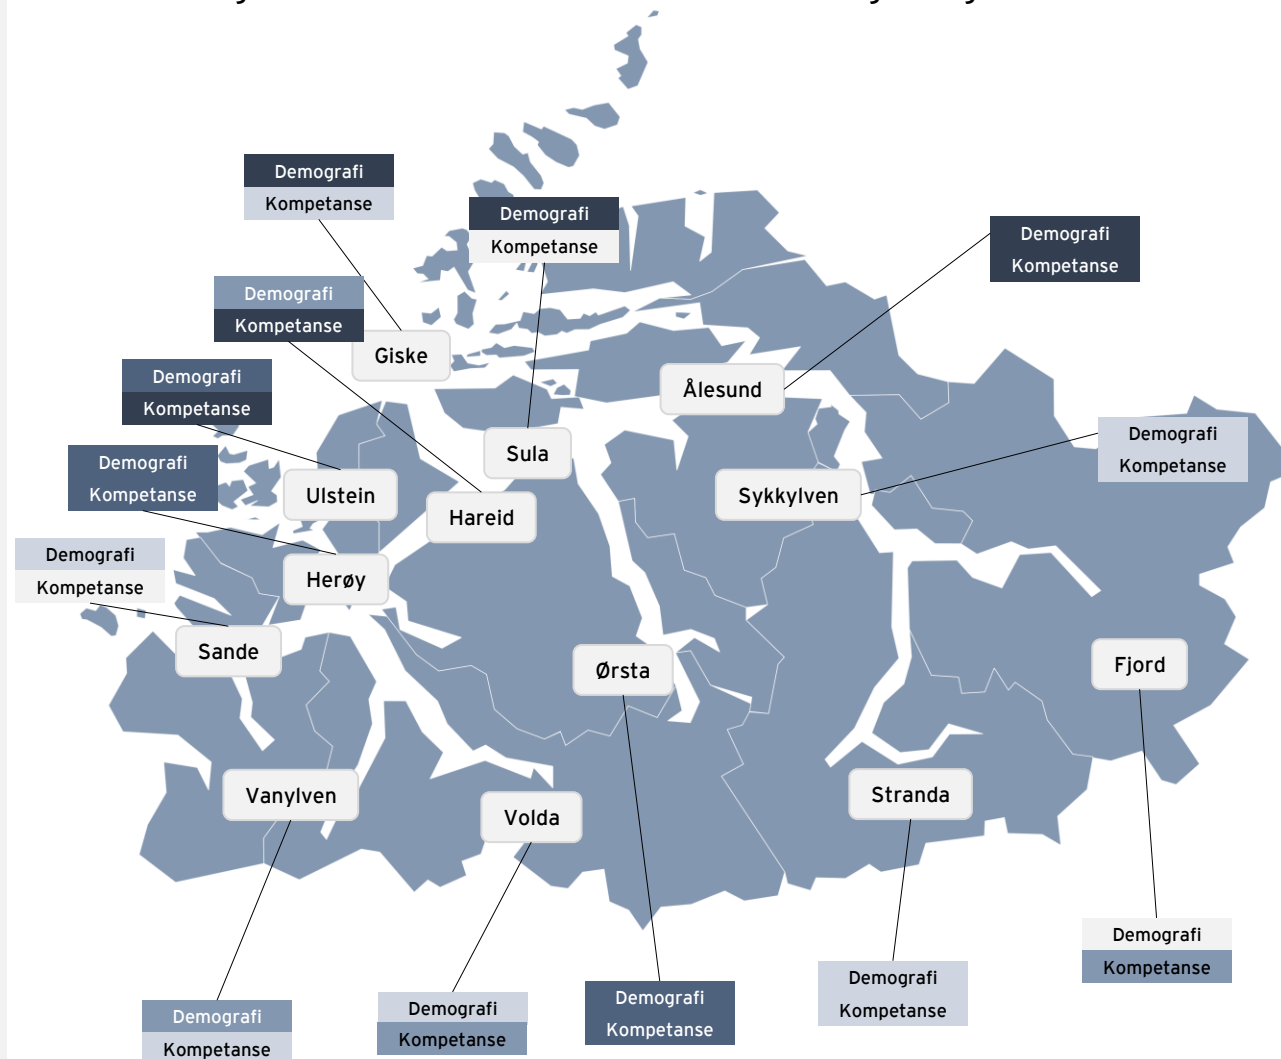 Demografi
Kompetanse
Demografi
Kompetanse
Demografi
Kompetanse
Demografi
Kompetanse
Giske
Demografi
Kompetanse
Ålesund
Demografi
Kompetanse
Sula
Demografi
Kompetanse
Ulstein
Sykkylven
Hareid
Demografi
Kompetanse
Herøy
Sande
Ørsta
Fjord
Vanylven
Stranda
Volda
Demografi
Kompetanse
Demografi
Kompetanse
Demografi
Kompetanse
Demografi
Kompetanse
Demografi
Kompetanse